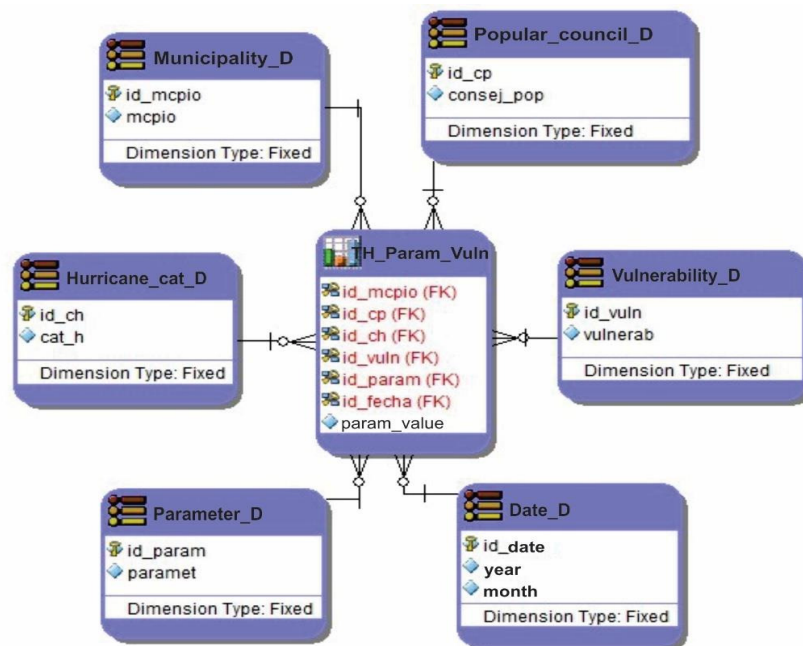 Municipality_D
id_mcpio
mcpio
Dimension Type: Fixed
Popular_council_D
id_cp
consej_pop
Dimension Type: Fixed
Hurricane_cat_D
id_ch
cat_h
Dimension Type: Fixed
TH_Param_Vuln
id_mcpio (FK)
id_cp (FK)
id_ch (FK)
id_vuln (FK)
id_param (FK)
id_fecha (FK)
param_value
Vulnerability_D
id_vuln
vulnerab
Dimension Type: Fixed
Parameter_D
id_param
paramet
Dimension Type: Fixed
Date_D
id_date
year
month
Dimension Type: Fixed